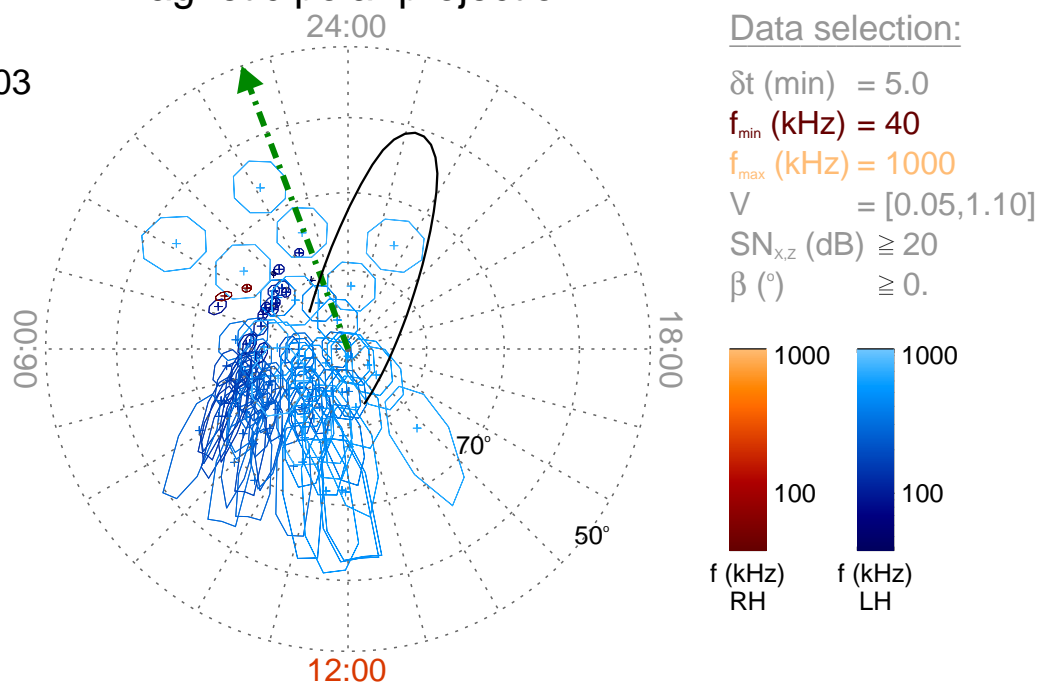 24:00
03
06:00
18:00
70°
50°
12:00
Data selection:
δt (min) = 5.0
fmin (kHz) = 40
fmax (kHz) = 1000
V = [0.05,1.10]
SNx,z (dB) ≧ 20
β (°) ≧ 0.
1000 1000
100 100
f (kHz) f (kHz)
RH LH